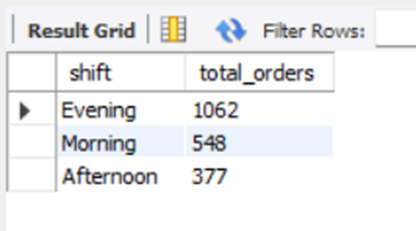 Result Grid Filter Rows:
shift total_orders
Evening 1062
Morning 548
Afternoon 377